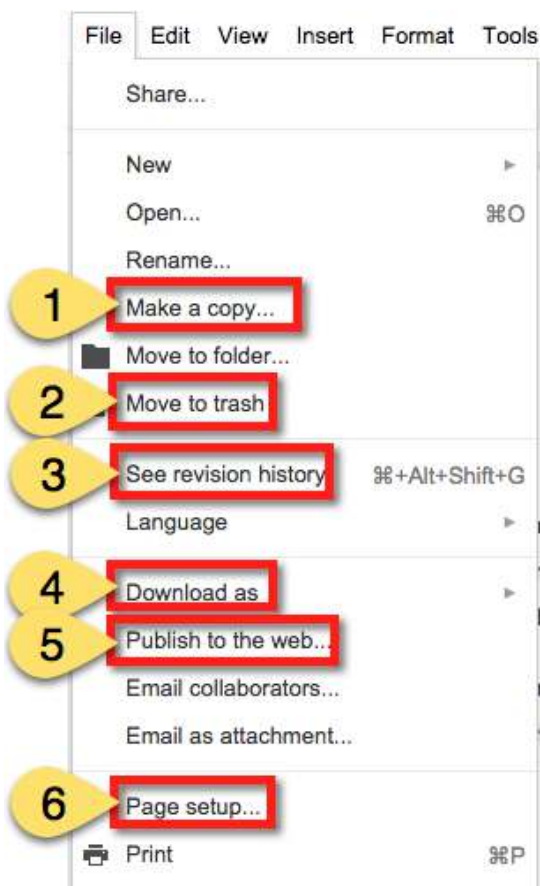 File Edit View Insert Format Tools
Share...
New
Open... ⌘O
Rename...
1 Make a copy...
Move to folder...
2 Move to trash
3 See revision history ⌘+Alt+Shift+G
Language
4 Download as
5 Publish to the web...
Email collaborators...
Email as attachment...
6 Page setup...
Print ⌘P